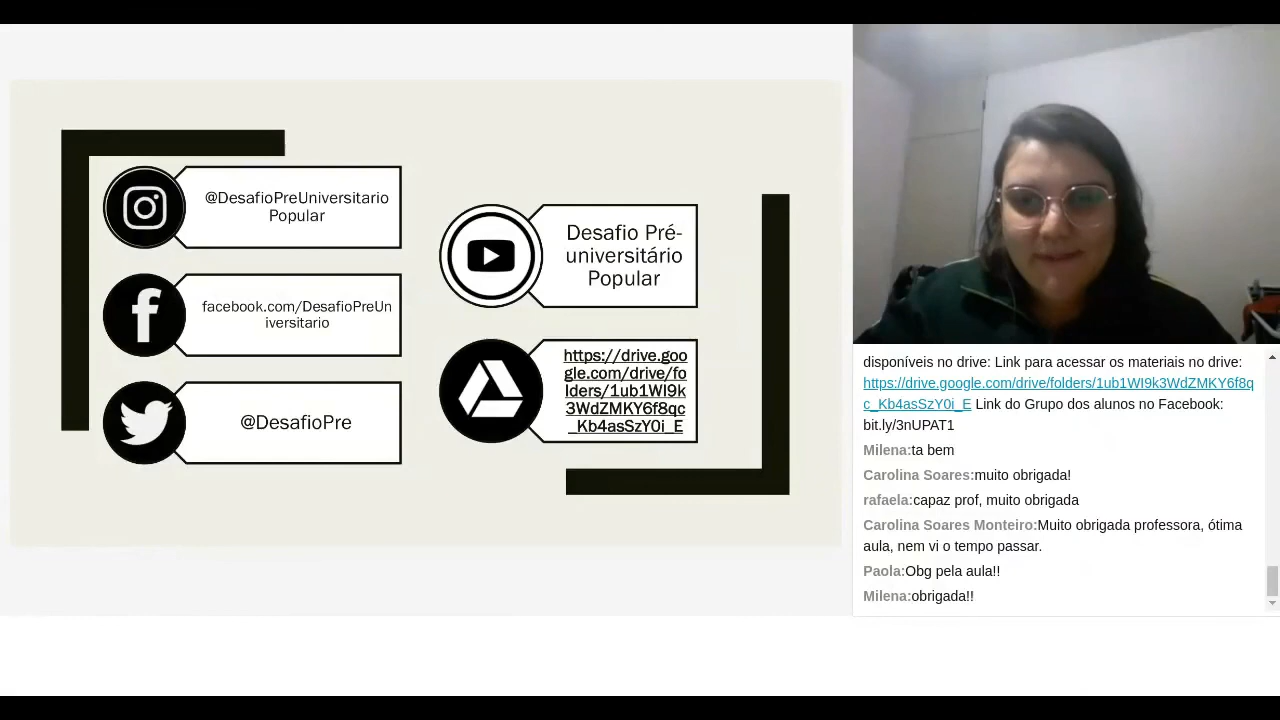 @DesafioPreUniversitario
Popular
facebook.com/DesafioPreUn
iversitario
@DesafioPre
Desafio Pré-
universitário
Popular
https://drive.goo
gle.com/drive/fo
lders/1ub1WI9k
3WdZMKY6f8qc
_Kb4asSzY0i_E
disponíveis no drive: Link para acessar os materiais no drive:
https://drive.google.com/drive/folders/1ub1WI9k3WdZMKY6f8q
c_Kb4asSzY0i_E Link do Grupo dos alunos no Facebook:
bit.ly/3nUPAT1
Milena:ta bem
Carolina Soares:muito obrigada!
rafaela:capaz prof, muito obrigada
Carolina Soares Monteiro:Muito obrigada professora, ótima
aula, nem vi o tempo passar.
Paola:Obg pela aula!!
Milena:obrigada!!